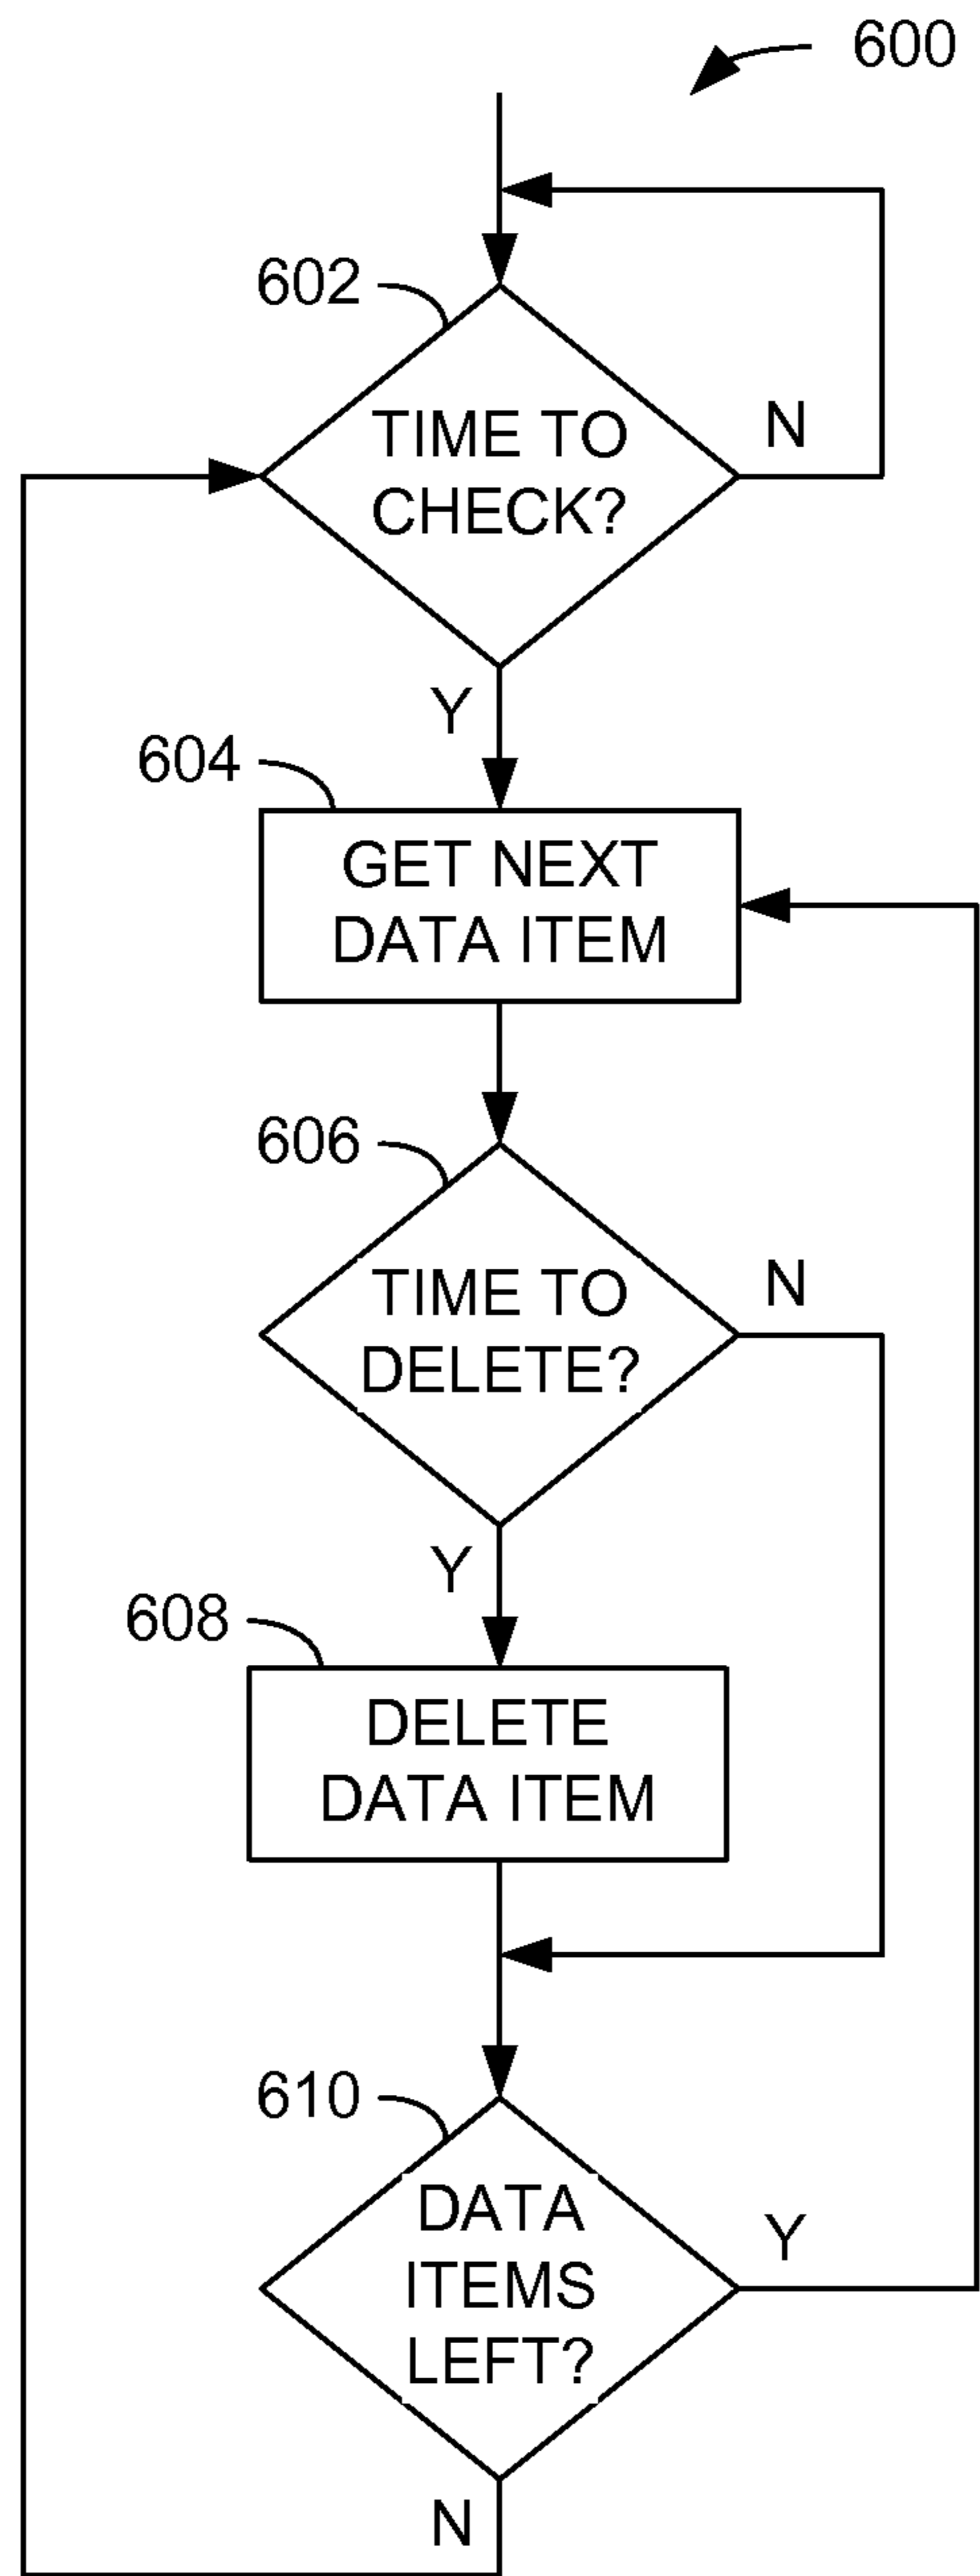 600
602
TIME TO
CHECK?
N
Y
604
GET NEXT
DATA ITEM
606
TIME TO
DELETE?
N
Y
608
DELETE
DATA ITEM
610
DATA
ITEMS
LEFT?
Y
N